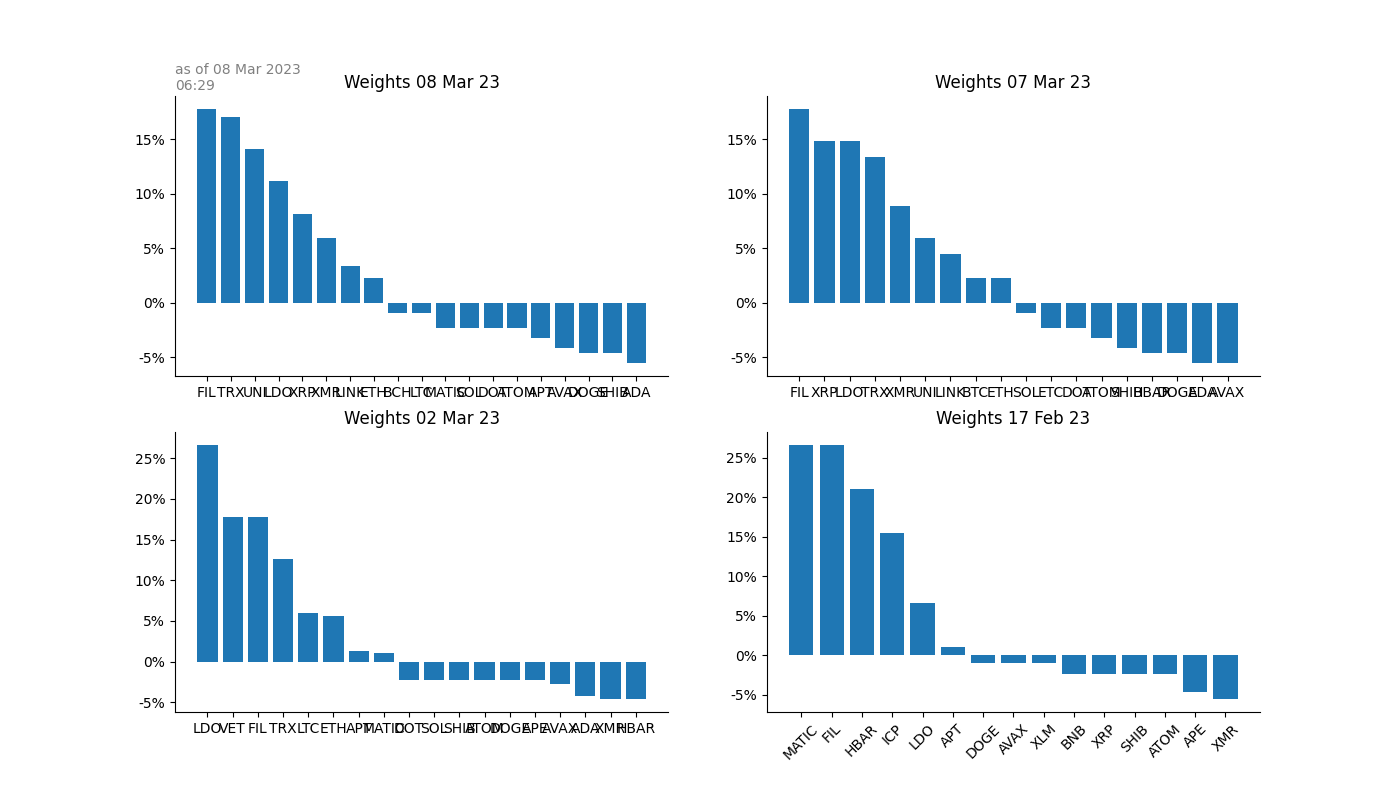 as of 08 Mar 2023
06:29
Weights 08 Mar 23
15%
10%
5%
0%
-5%
FIL TRX UNI LDO XRP XMR LINK ETH BCH LTC MATIC SOL DOT ATOM APT AVAX DOGE SHIB ADA
Weights 07 Mar 23
15%
10%
5%
0%
-5%
FIL XRP LDO TRX XMR UNI LINK BTC ETH SOL ETC DOT ATOM SHIB HBAR DOGE ADA AVAX
Weights 02 Mar 23
25%
20%
15%
10%
5%
0%
-5%
LDO VET FIL TRX LTC ETH APT MATIC DOT SOL SHIB ATOM DOGE APE AVAX ADA XMR HBAR
Weights 17 Feb 23
25%
20%
15%
10%
5%
0%
-5%
MATIC FIL HBAR ICP LDO APT DOGE AVAX XLM BNB XRP SHIB ATOM APE XMR